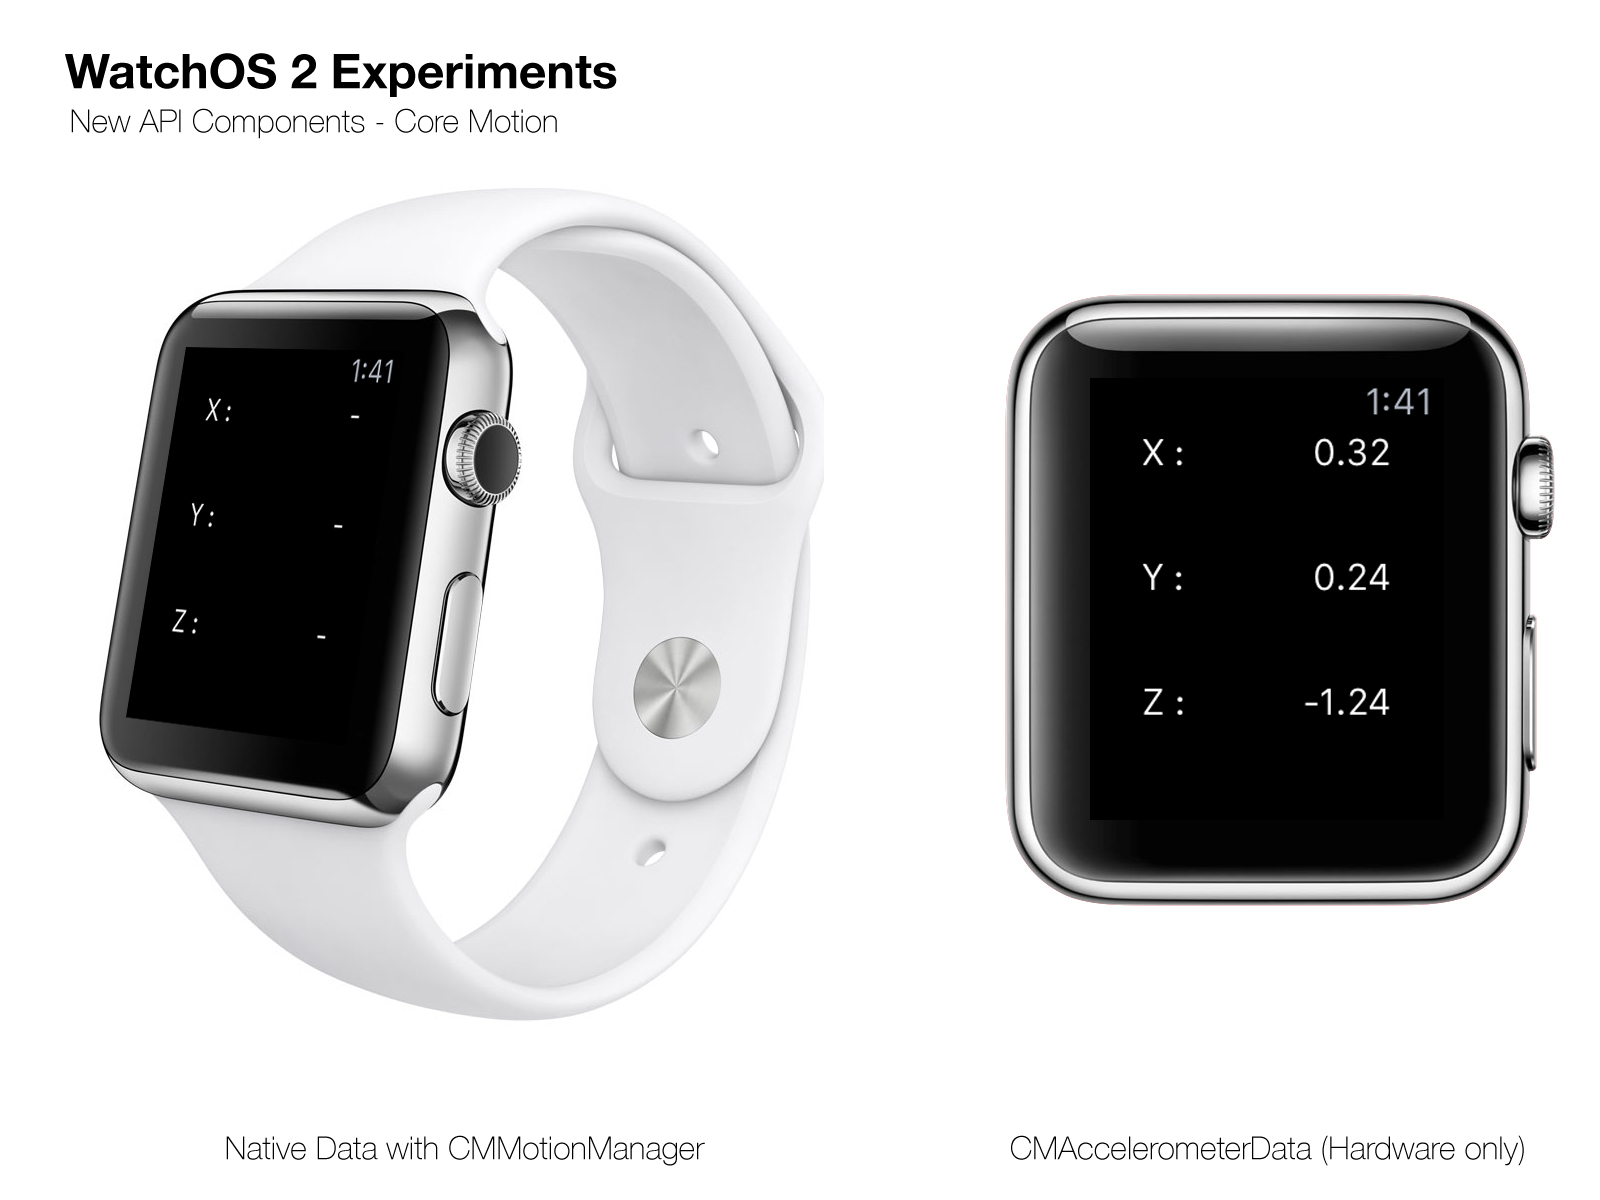 WatchOS 2 Experiments
New API Components - Core Motion
1:41
X: -
Y: -
Z: -
1:41
X : 0.32
Y : 0.24
Z : -1.24
Native Data with CMMotionManager
CMAccelerometerData (Hardware only)